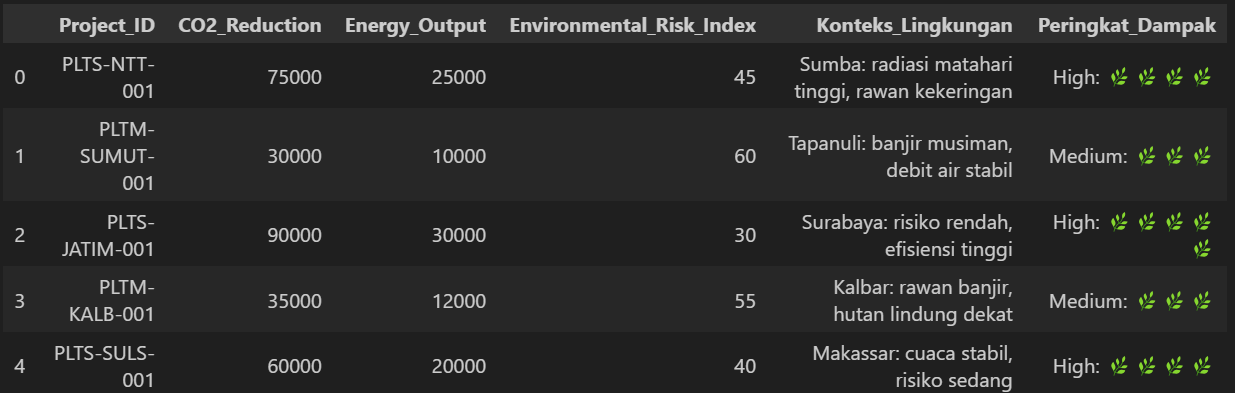 Project_ID CO2_Reduction Energy_Output Environmental_Risk_Index Konteks_Lingkungan Peringkat_Dampak
0 PLTS-NTT-001 75000 25000 45 Sumba: radiasi matahari tinggi, rawan kekeringan High: 🌿 🌿 🌿 🌿
1 PLTM-SUMUT-001 30000 10000 60 Tapanuli: banjir musiman, debit air stabil Medium: 🌿 🌿 🌿
2 PLTS-JATIM-001 90000 30000 30 Surabaya: risiko rendah, efisiensi tinggi High: 🌿 🌿 🌿 🌿 🌿
3 PLTM-KALB-001 35000 12000 55 Kalbar: rawan banjir, hutan lindung dekat Medium: 🌿 🌿 🌿
4 PLTS-SULS-001 60000 20000 40 Makassar: cuaca stabil, risiko sedang High: 🌿 🌿 🌿 🌿